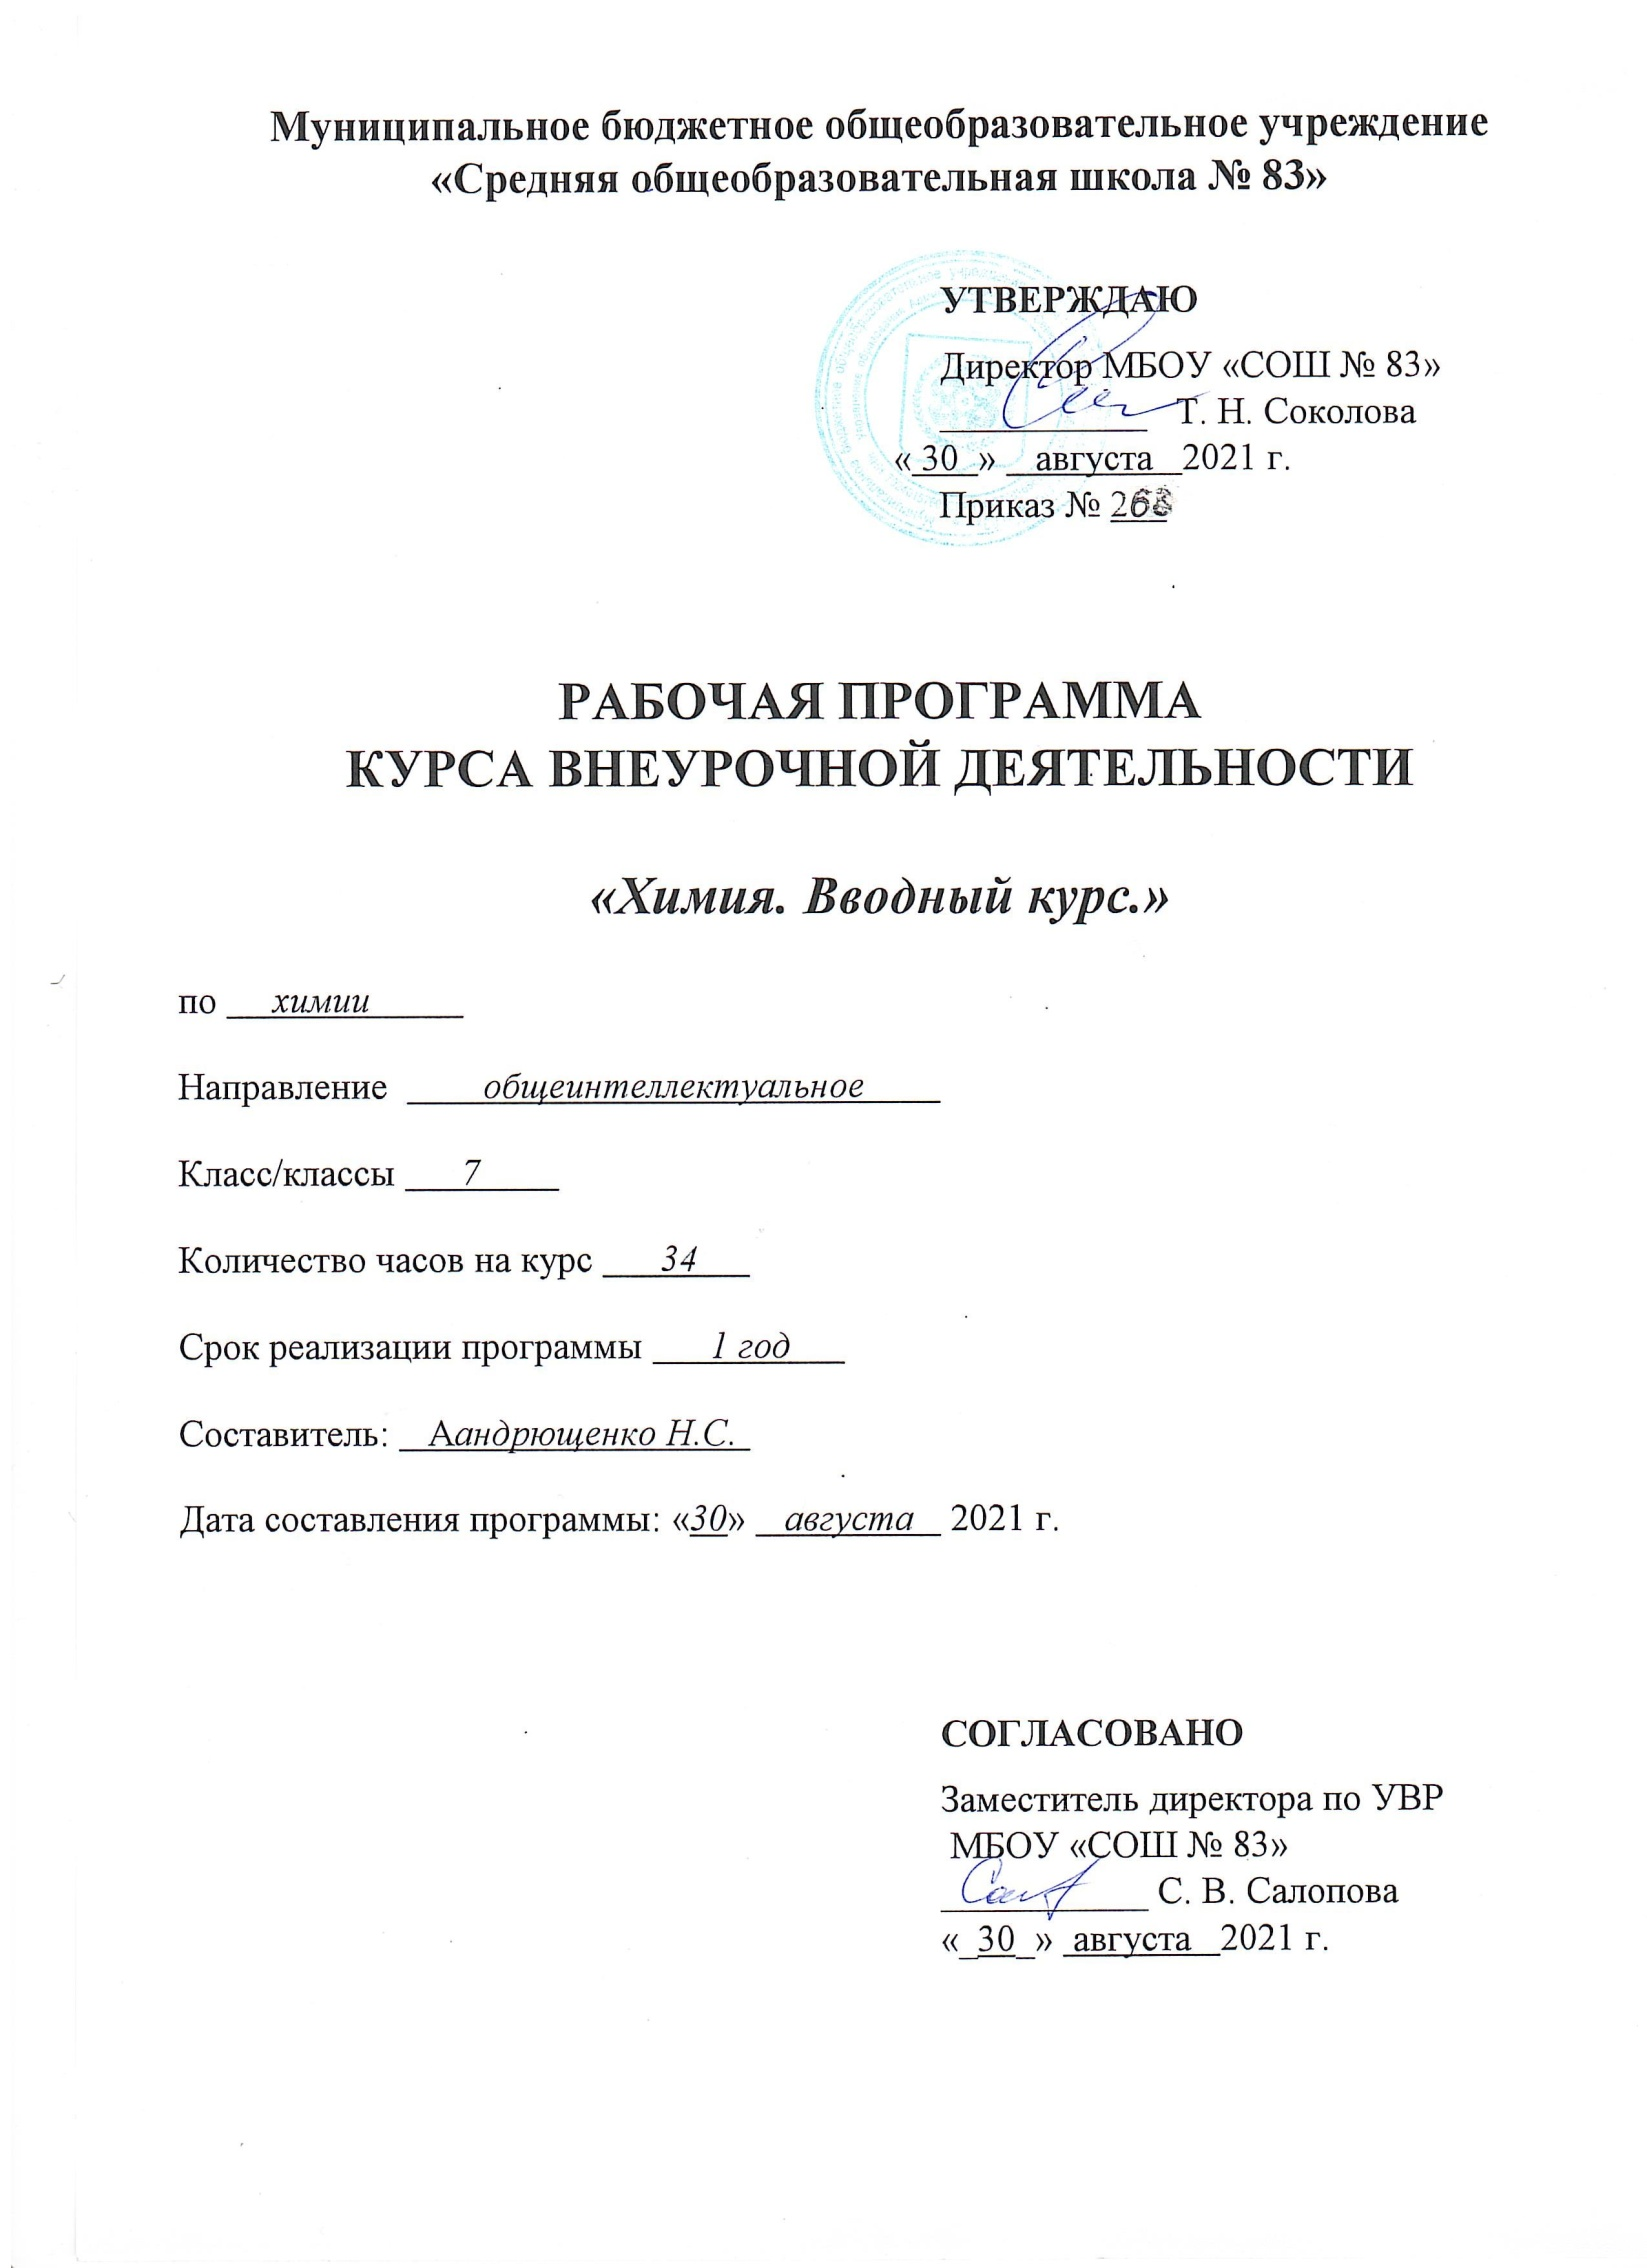 Муниципальное бюджетное общеобразовательное учреждение
«Средняя общеобразовательная школа № 83»
УТВЕРЖДАЮ
Директор МБОУ «СОШ № 83»
Т. Н. Соколова
«30» августа 2021 г.
Приказ № 268
РАБОЧАЯ ПРОГРАММА
КУРСА ВНЕУРОЧНОЙ ДЕЯТЕЛЬНОСТИ
«Химия. Вводный курс.»
по химии
Направление общеинтеллектуальное
Класс/классы 7
Количество часов на курс 34
Срок реализации программы 1 год
Составитель: Аандрющенко Н.С.
Дата составления программы: «30» августа 2021 г.
СОГЛАСОВАНО
Заместитель директора по УВР
МБОУ «СОШ № 83»
С. В. Салопова
«_30_» августа 2021 г.